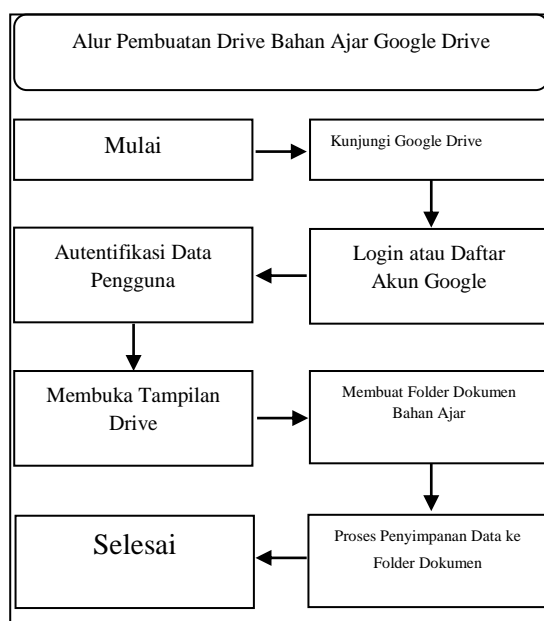 Alur Pembuatan Drive Bahan Ajar Google Drive
Mulai
Kunjungi Google Drive
Login atau Daftar
Akun Google
Autentifikasi Data
Pengguna
Membuka Tampilan
Drive
Membuat Folder Dokumen
Bahan Ajar
Proses Penyimpanan Data ke
Folder Dokumen
Selesai